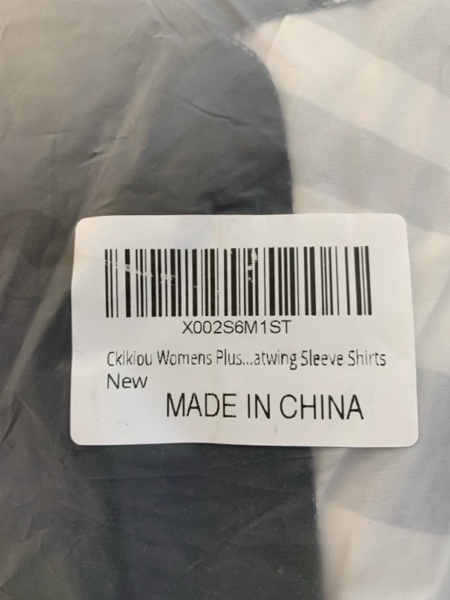 X002S6M1ST
Ckikiou Womens Plus...atwing Sleeve Shirts
New
MADE IN CHINA